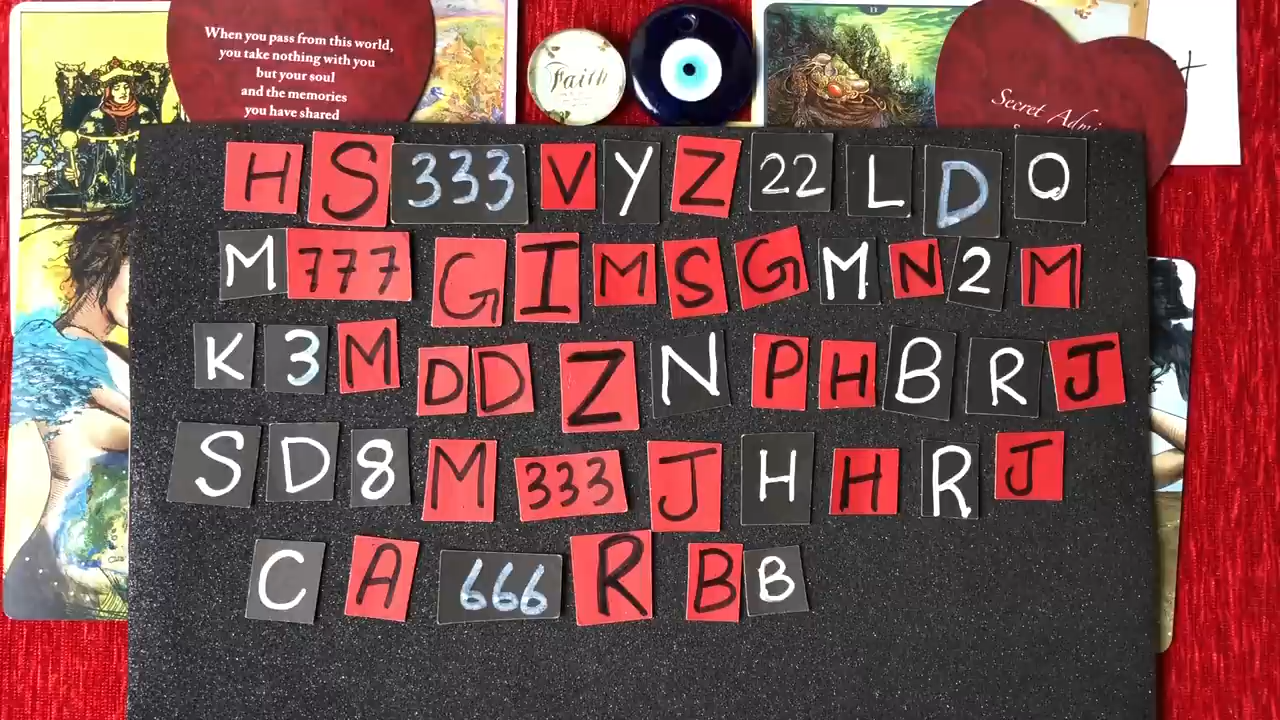 When you pass from this world,
you take nothing with you
but your soul
and the memories
you have shared
Faith
11
Secret
H S 333 V Y Z 22 L D O
M 777 G I M S G M N 2 M
K 3 M D D Z N P H B R J
S D 8 M 333 J H H R J
C A 666 R B B